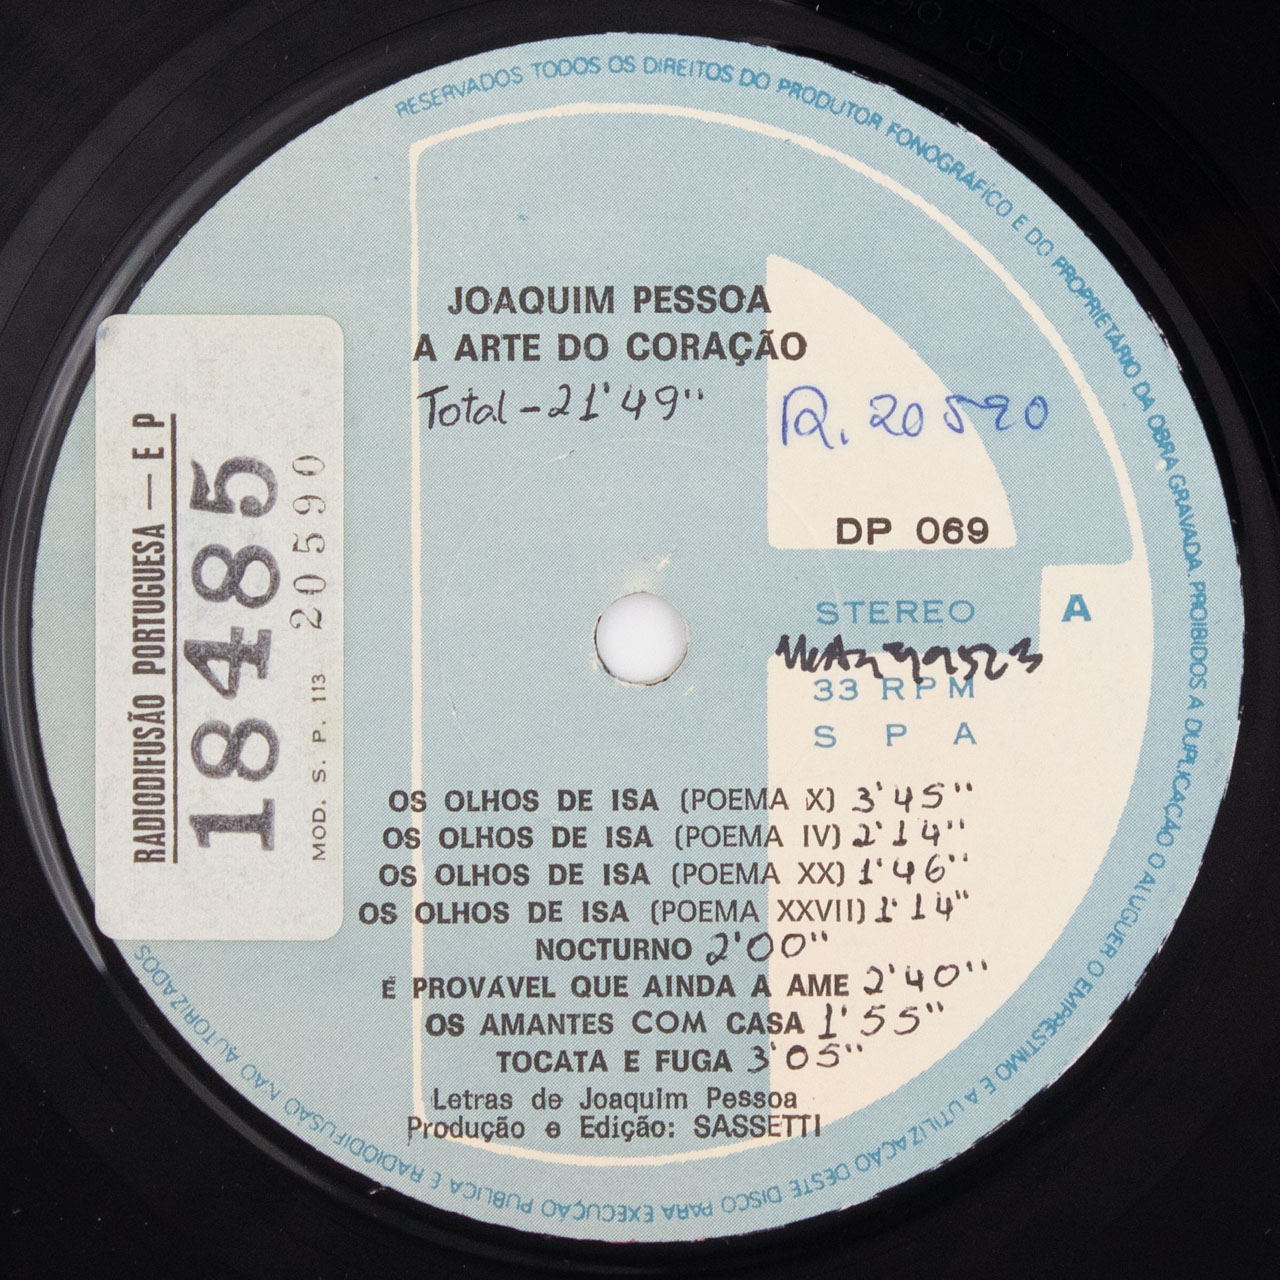 RESERVADOS TODOS OS DIREITOS DO PRODUTOR FONOGRÁFICO E DO PROPRIETÁRIO DA OBRA GRAVADA. PROIBIDOS A DUPLICAÇÃO O ALUGUER O EMPRÉSTIMO E A UTILIZAÇÃO DESTE DISCO PARA EXECUÇÃO PÚBLICA E RADIODIFUSÃO NÃO AUTORIZADOS
JOAQUIM PESSOA
A ARTE DO CORAÇÃO
Total - 21'49"
R. 20590
DP 069
RADIODIFUSÃO PORTUGUESA — E P
18485
MOD. S. P. 113 20590
STEREO
A
33 RPM
S P A
OS OLHOS DE ISA (POEMA X) 3'45"
OS OLHOS DE ISA (POEMA IV) 2'14"
OS OLHOS DE ISA (POEMA XX) 1'46"
OS OLHOS DE ISA (POEMA XXVII) 1'14"
NOCTURNO 2'00"
É PROVÁVEL QUE AINDA A AME 2'40"
OS AMANTES COM CASA 1'55"
TOCATA E FUGA 3'05"
Letras de Joaquim Pessoa
Produção e Edição: SASSETTI